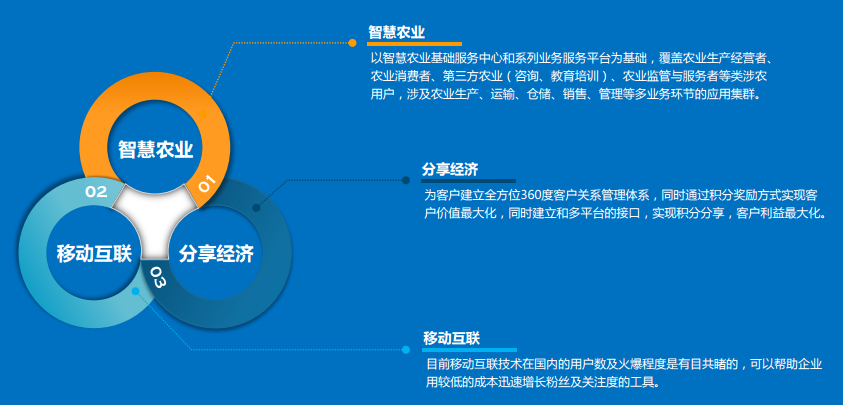 智慧农业
以智慧农业基础服务中心和系列业务服务平台为基础，覆盖农业生产经营者、
农业消费者、第三方农业（咨询、教育培训）、农业监管与服务者等类涉农
用户，涉及农业生产、运输、仓储、销售、管理等多业务环节的应用集群。
智慧农业
01
02
03
移动互联
分享经济
分享经济
为客户建立全方位360度客户关系管理体系，同时通过积分奖励方式实现客
户价值最大化，同时建立和多平台的接口，实现积分分享，客户利益最大化。
移动互联
目前移动互联技术在国内的用户数及火爆程度是有目共睹的，可以帮助企业
用较低的成本迅速增长粉丝及关注度的工具。